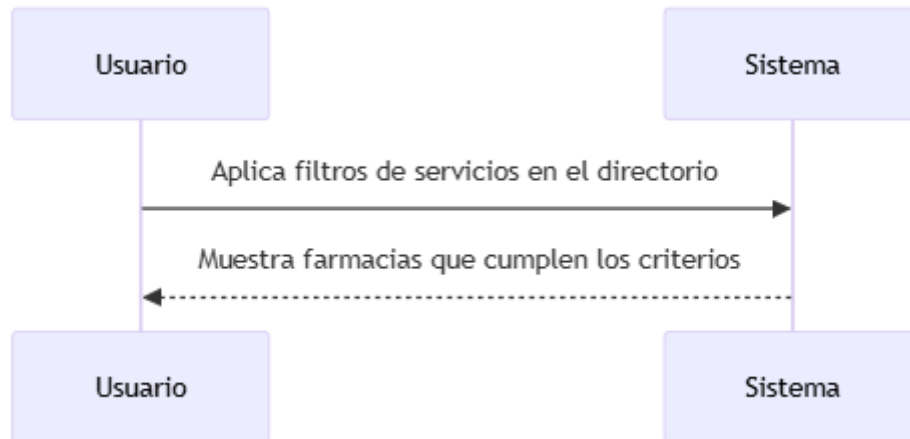 Usuario
Sistema
Aplica filtros de servicios en el directorio
Muestra farmacias que cumplen los criterios
Usuario
Sistema